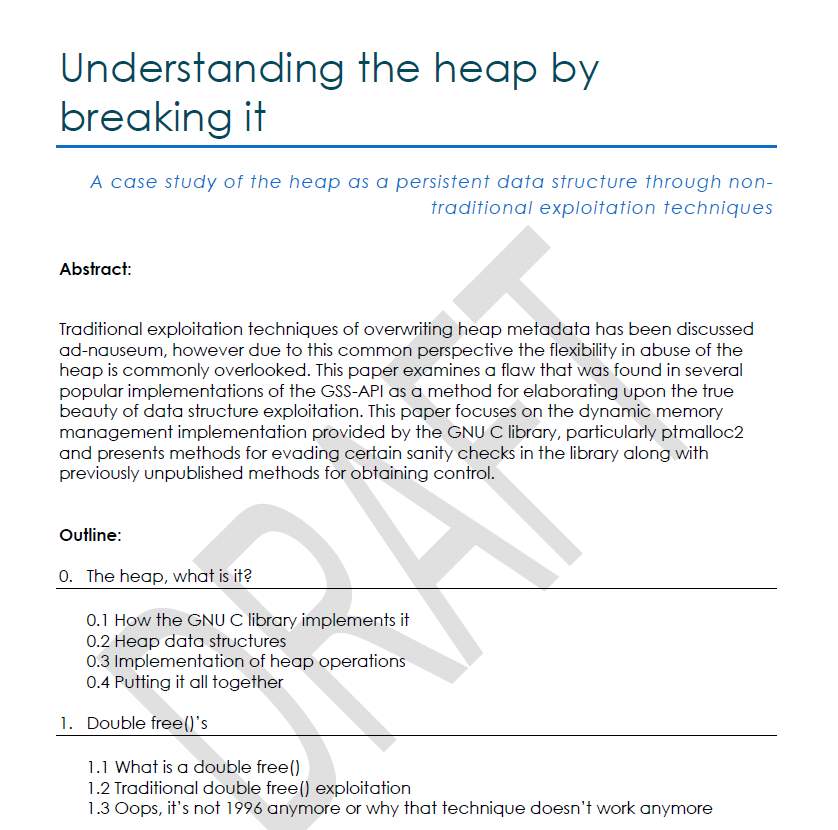 Understanding the heap by
breaking it
A case study of the heap as a persistent data structure through non-
traditional exploitation techniques
Abstract:
Traditional exploitation techniques of overwriting heap metadata has been discussed
ad-nauseum, however due to this common perspective the flexibility in abuse of the
heap is commonly overlooked. This paper examines a flaw that was found in several
popular implementations of the GSS-API as a method for elaborating upon the true
beauty of data structure exploitation. This paper focuses on the dynamic memory
management implementation provided by the GNU C library, particularly ptmalloc2
and presents methods for evading certain sanity checks in the library along with
previously unpublished methods for obtaining control.
Outline:
0. The heap, what is it?
0.1 How the GNU C library implements it
0.2 Heap data structures
0.3 Implementation of heap operations
0.4 Putting it all together
1. Double free()'s
1.1 What is a double free()
1.2 Traditional double free() exploitation
1.3 Oops, it's not 1996 anymore or why that technique doesn't work anymore
DRAFT